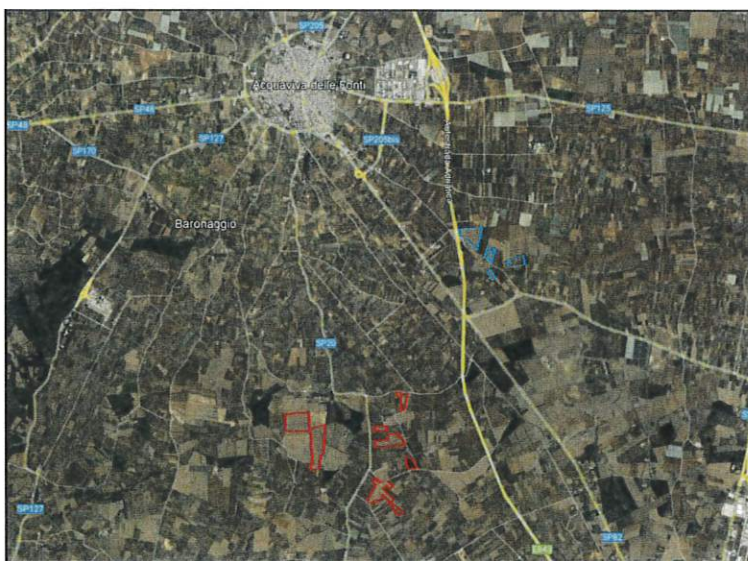 SP205
Acquaviva delle Fonti
SP48
SP48
SP125
SP127
SP205bis
SP170
Baronaggio
SP20
SP127
E843
SP82